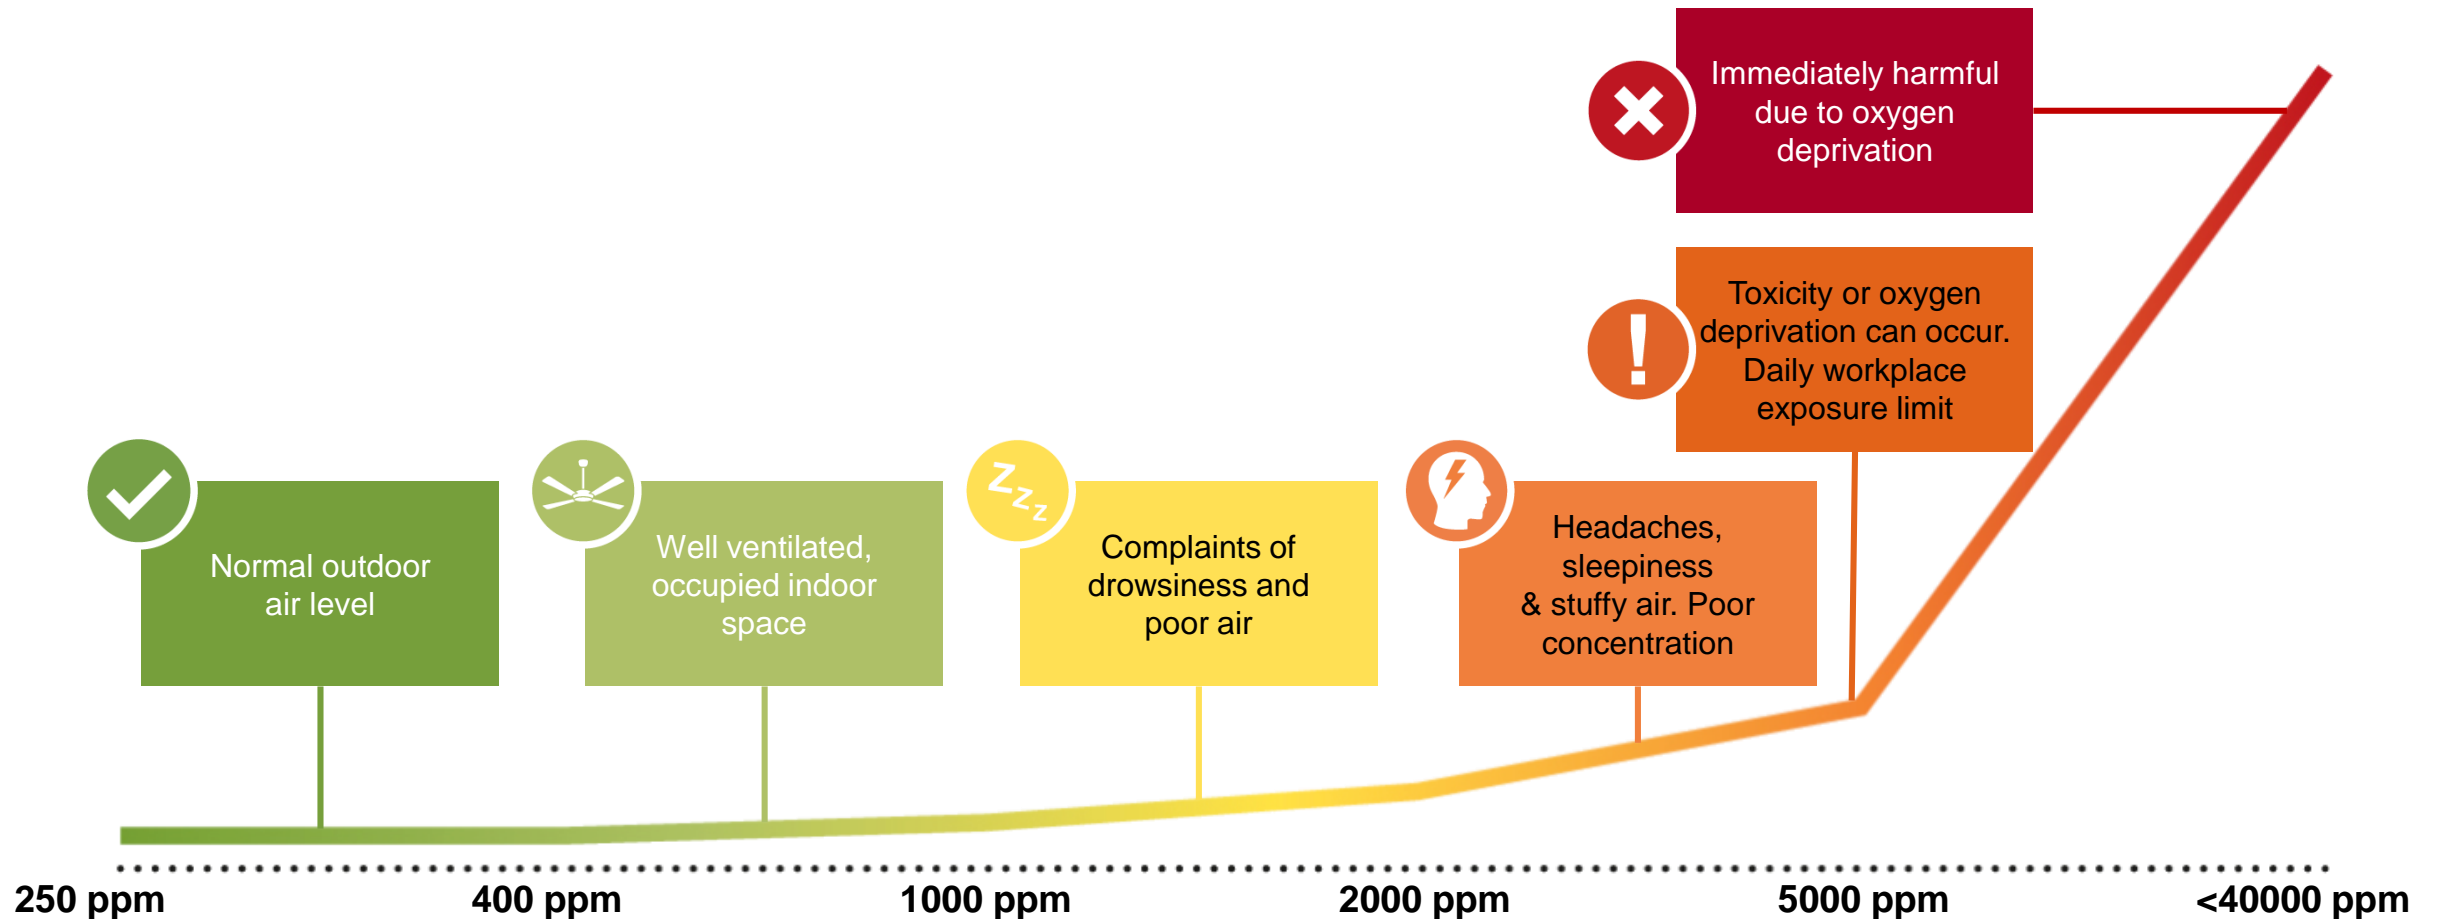 Immediately harmful
due to oxygen
deprivation
Toxicity or oxygen
deprivation can occur.
Daily workplace
exposure limit
Normal outdoor
air level
Well ventilated,
occupied indoor
space
Zzz
Complaints of
drowsiness and
poor air
Headaches,
sleepiness
& stuffy air. Poor
concentration
250 ppm
400 ppm
1000 ppm
2000 ppm
5000 ppm
<40000 ppm